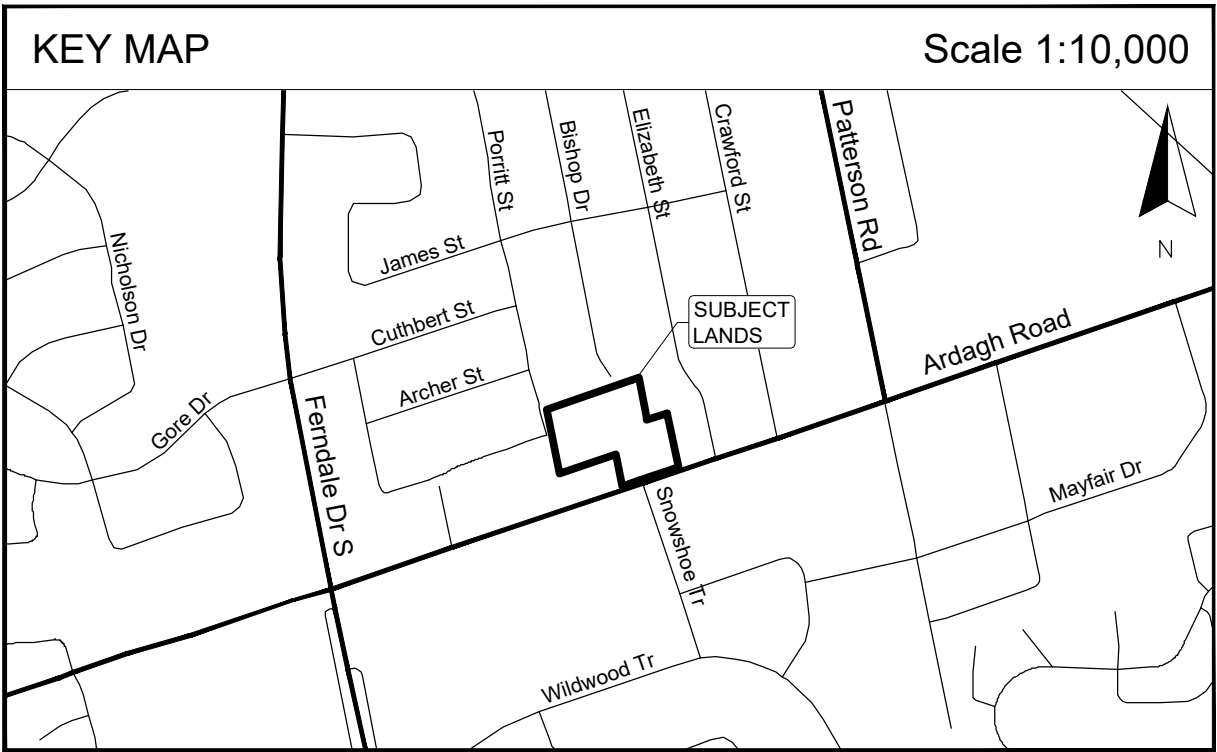 KEY MAP
Scale 1:10,000
Porritt St
Bishop Dr
Elizabeth St
Crawford St
Patterson Rd
N
Nicholson Dr
James St
Cuthbert St
SUBJECT
LANDS
Ardagh Road
Archer St
Gore Dr
Ferndale Dr S
Mayfair Dr
Snowshoe Tr
Wildwood Tr